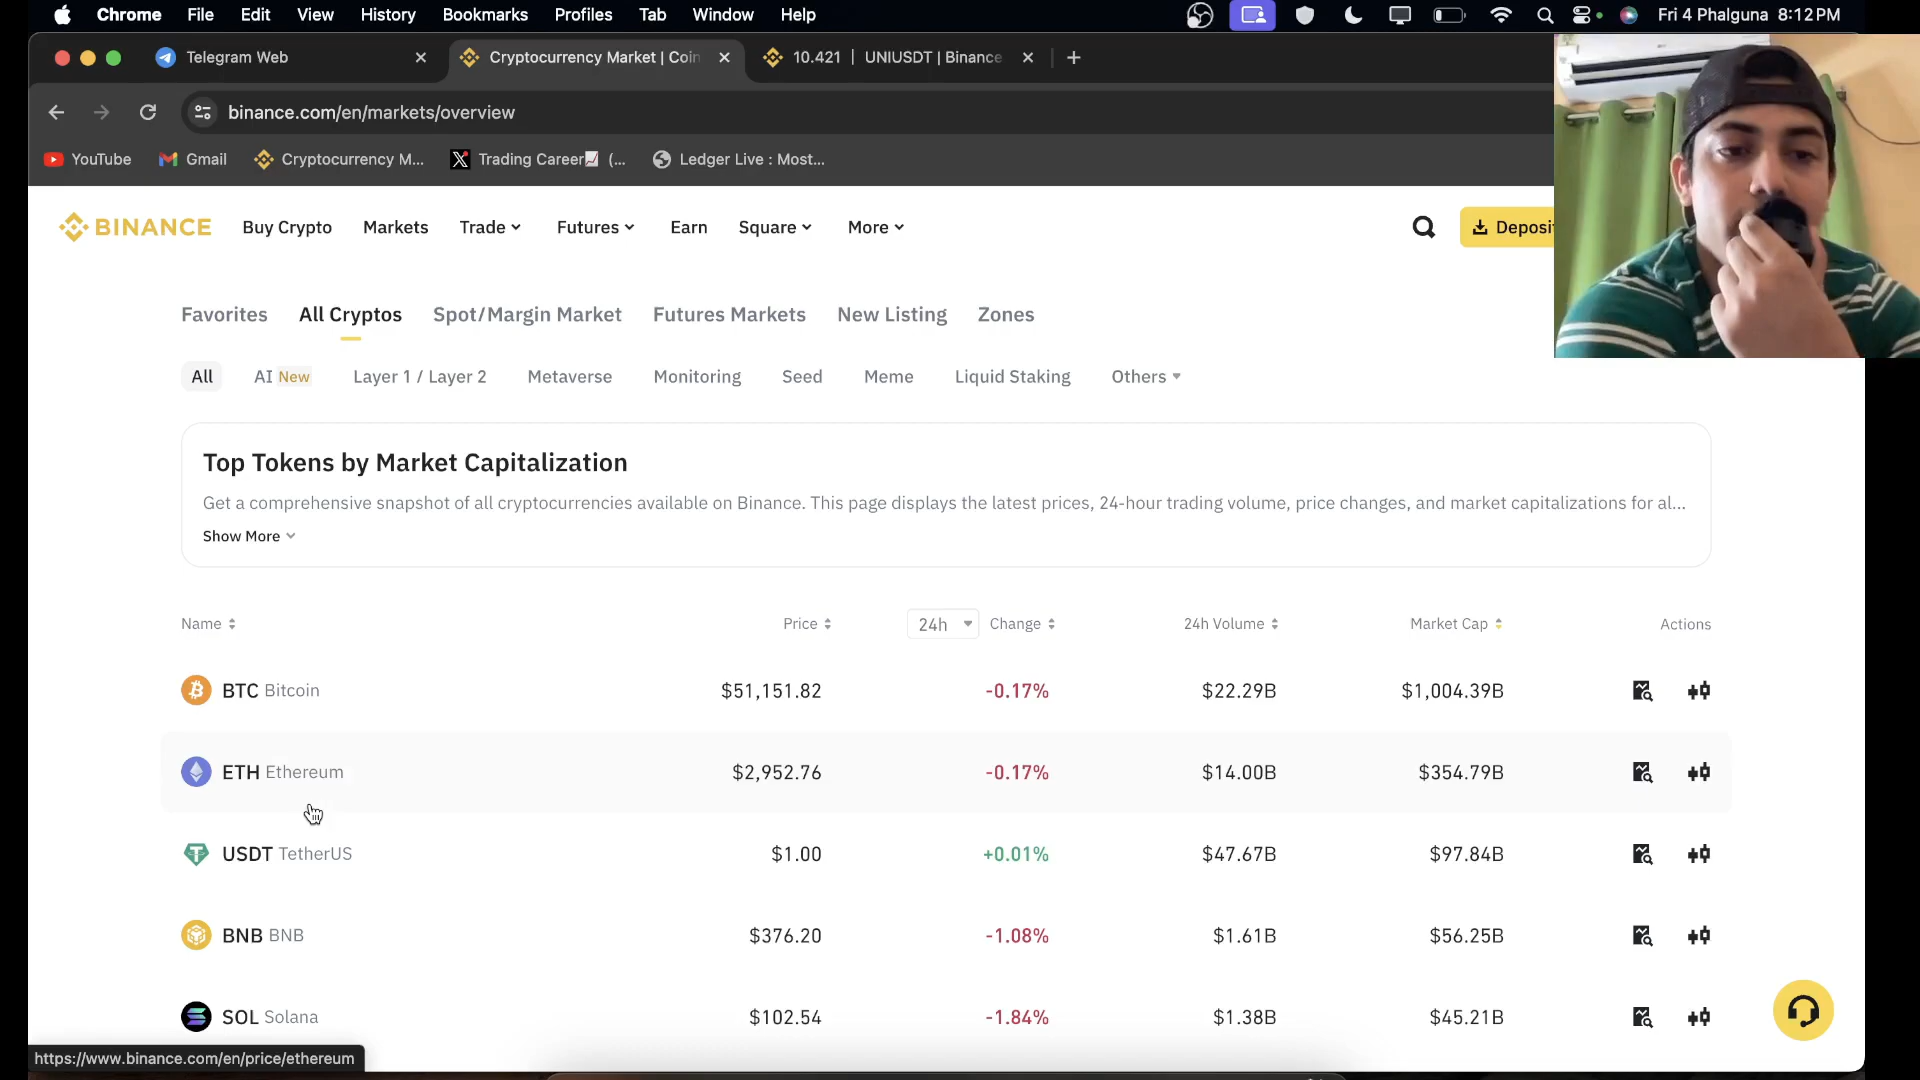 Chrome File Edit View History Bookmarks Profiles Tab Window Help Fri 4 Phalguna 8:12 PM
Telegram Web Cryptocurrency Market | Coin 10.421 | UNIUSDT | Binance
binance.com/en/markets/overview
YouTube Gmail Cryptocurrency M... Trading Career (... Ledger Live : Most...
BINANCE Buy Crypto Markets Trade Futures Earn Square More Deposit
Favorites All Cryptos Spot/Margin Market Futures Markets New Listing Zones
All AI New Layer 1 / Layer 2 Metaverse Monitoring Seed Meme Liquid Staking Others
Top Tokens by Market Capitalization
Get a comprehensive snapshot of all cryptocurrencies available on Binance. This page displays the latest prices, 24-hour trading volume, price changes, and market capitalizations for al...
Show More
Name Price 24h Change 24h Volume Market Cap Actions
BTC Bitcoin $51,151.82 -0.17% $22.29B $1,004.39B
ETH Ethereum $2,952.76 -0.17% $14.00B $354.79B
USDT TetherUS $1.00 +0.01% $47.67B $97.84B
BNB BNB $376.20 -1.08% $1.61B $56.25B
SOL Solana $102.54 -1.84% $1.38B $45.21B
https://www.binance.com/en/price/ethereum